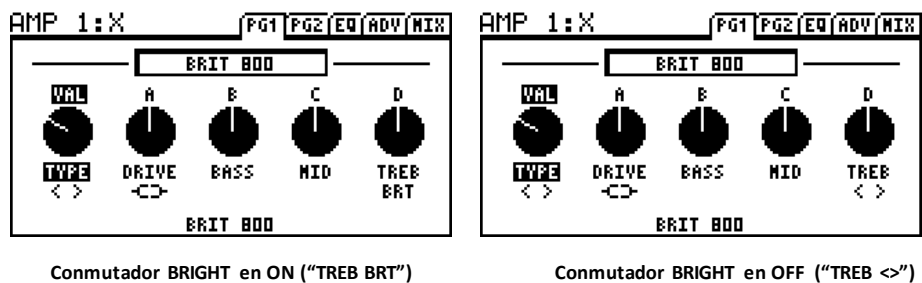 AMP 1:X PG1 PG2 EQ ADV MIX
BRIT 800
VAL A B C D
TYPE DRIVE BASS MID TREB
< > BRT
BRIT 800
Conmutador BRIGHT en ON (“TREB BRT”)
AMP 1:X PG1 PG2 EQ ADV MIX
BRIT 800
VAL A B C D
TYPE DRIVE BASS MID TREB
< > < >
BRIT 800
Conmutador BRIGHT en OFF (“TREB <>”)